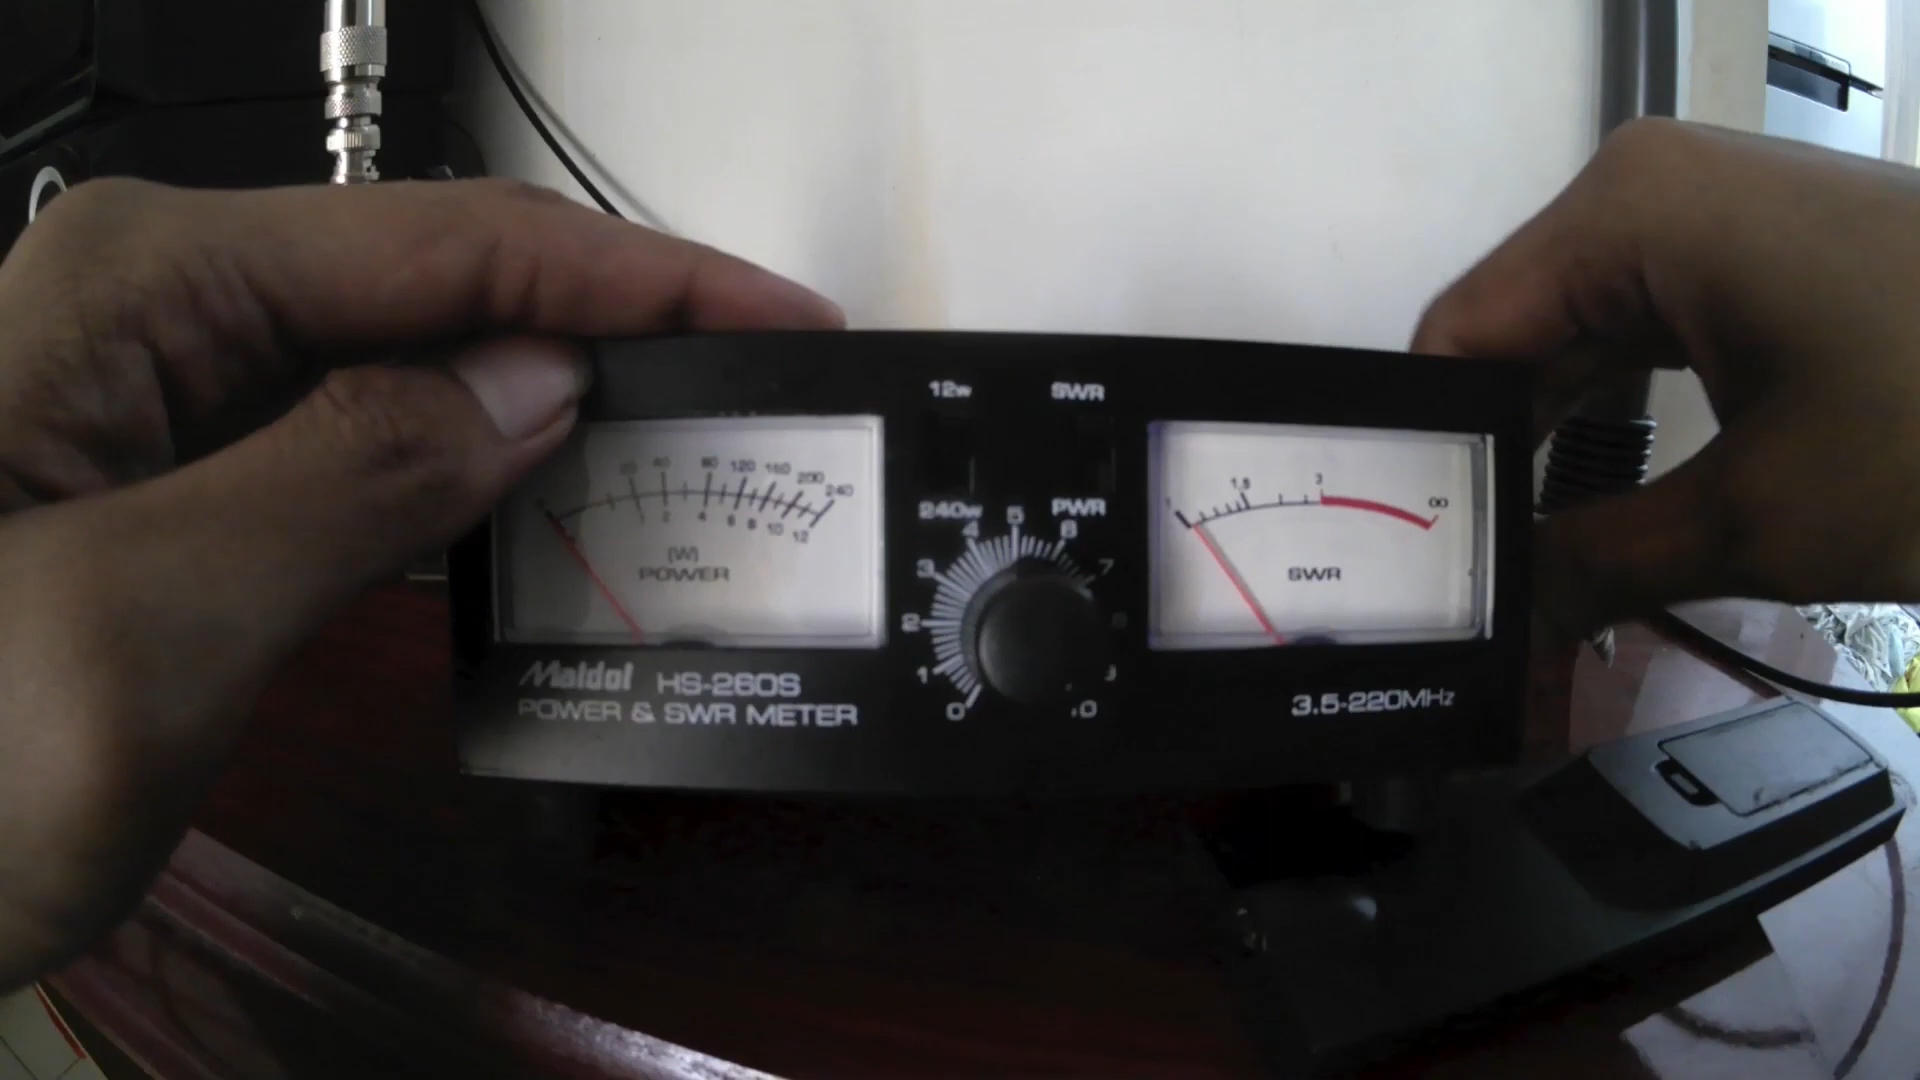 12W SWR
20 40 80 120 160 200 240
2 4 6 8 10 12
(W)
POWER
240W PWR
0 1 2 3 4 5 6 7
1 1.5 3 ∞
SWR
Maldol HS-260S
POWER & SWR METER
3.5-220MHz